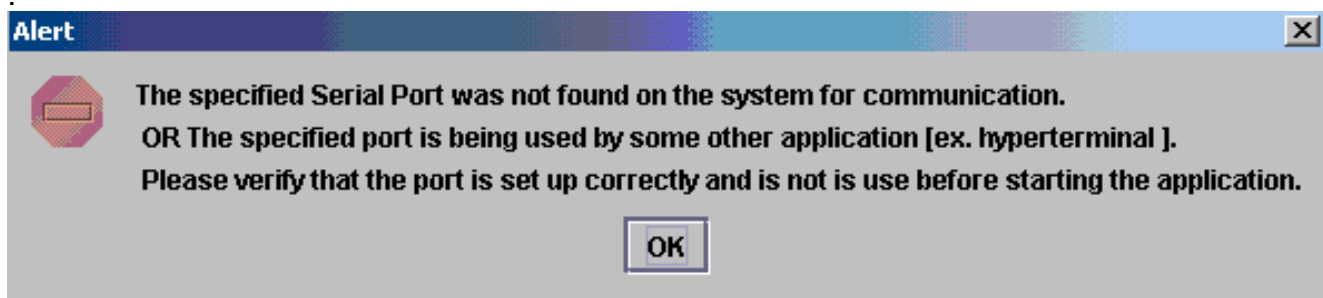 Alert
The specified Serial Port was not found on the system for communication.
OR The specified port is being used by some other application [ex. hyperterminal ].
Please verify that the port is set up correctly and is not is use before starting the application.
OK